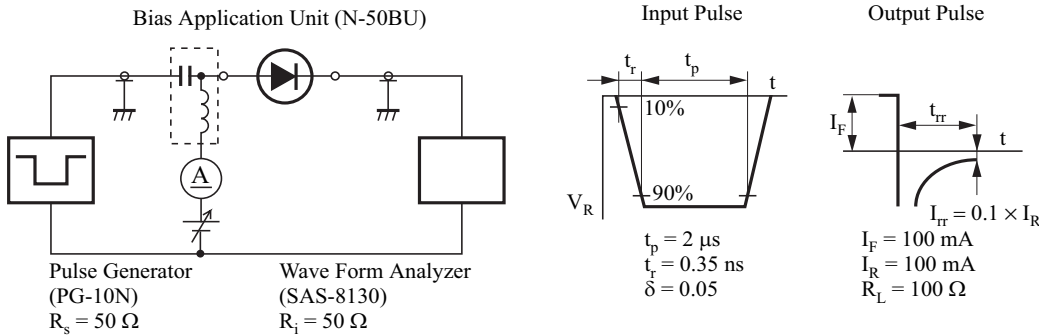 Bias Application Unit (N-50BU)
A
Pulse Generator
(PG-10N)
R_s = 50 Ω
Wave Form Analyzer
(SAS-8130)
R_i = 50 Ω
Input Pulse
t_r
t_p
t
10%
90%
V_R
t_p = 2 μs
t_r = 0.35 ns
δ = 0.05
Output Pulse
I_F
t_rr
t
I_rr = 0.1 × I_R
I_F = 100 mA
I_R = 100 mA
R_L = 100 Ω